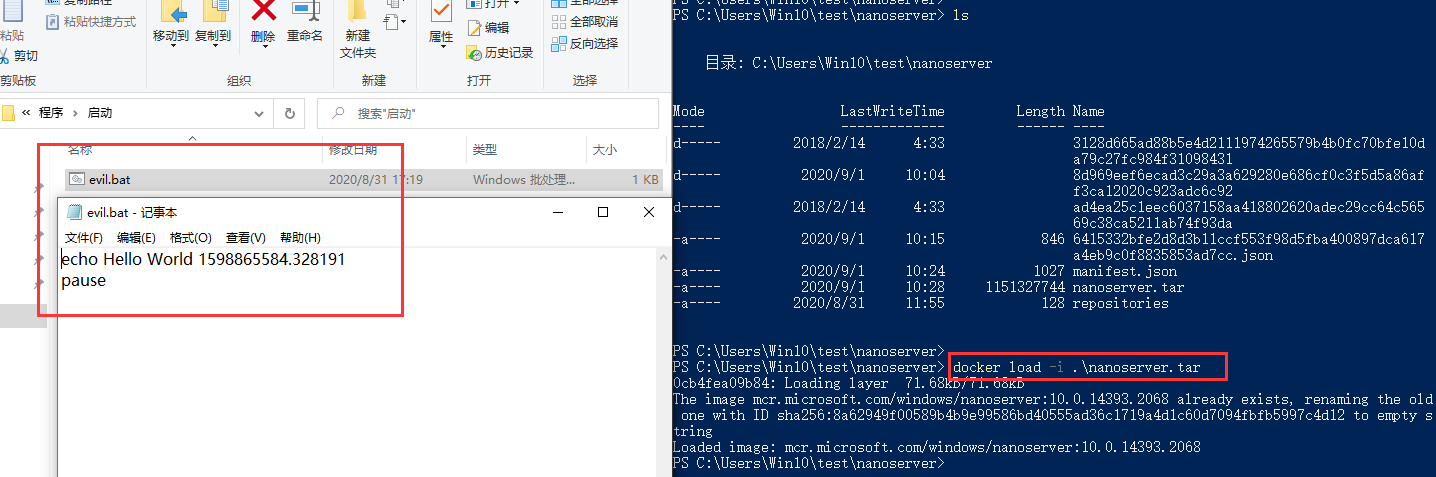 复制路径
粘贴快捷方式
粘贴
剪切
剪贴板
移动到 复制到 删除 重命名
组织
新建
文件夹
新建
属性
打开
编辑
历史记录
打开
全部选择
全部取消
反向选择
选择
« 程序 › 启动
搜索"启动"
名称 修改日期 类型 大小
evil.bat 2020/8/31 17:19 Windows 批处理... 1 KB
evil.bat - 记事本
文件(F) 编辑(E) 格式(O) 查看(V) 帮助(H)
echo Hello World 1598865584.328191
pause
PS C:\Users\Win10\test\nanoserver> ls
目录: C:\Users\Win10\test\nanoserver
Mode LastWriteTime Length Name
---- ------------- ------ ----
d----- 2018/2/14 4:33 3128d665ad88b5e4d2111974265579b4b0fc70bfe10d
a79c27fc984f31098431
d----- 2020/9/1 10:04 8d969eef6ecad3c29a3a629280e686cf0c3f5d5a86af
f3ca12020c923adc6c92
d----- 2018/2/14 4:33 ad4ea25c1eec6037158aa418802620adec29cc64c565
69c38ca5211ab74f93da
-a---- 2020/9/1 10:15 846 6415332bfe2d8d3b11ccf553f98d5fba400897dca617
a4eb9c0f8835853ad7cc.json
-a---- 2020/9/1 10:24 1027 manifest.json
-a---- 2020/9/1 10:28 1151327744 nanoserver.tar
-a---- 2020/8/31 11:55 128 repositories
PS C:\Users\Win10\test\nanoserver>
PS C:\Users\Win10\test\nanoserver> docker load -i .\nanoserver.tar
0cb4fea09b84: Loading layer 71.68kB/71.68kB
The image mcr.microsoft.com/windows/nanoserver:10.0.14393.2068 already exists, renaming the old
one with ID sha256:8a62949f00589b4b9e99586bd40555ad36c1719a4d1c60d7094fbfb5997c4d12 to empty s
tring
Loaded image: mcr.microsoft.com/windows/nanoserver:10.0.14393.2068
PS C:\Users\Win10\test\nanoserver>